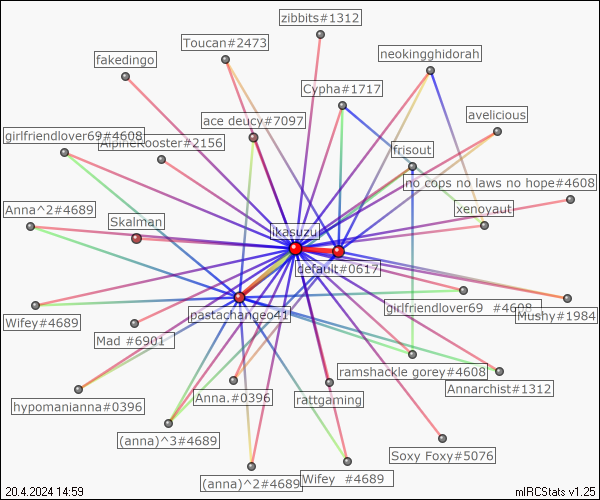 zibbits#1312
Toucan#2473
neokingghidorah
fakedingo
Cypha#1717
avelicious
ace deucy#7097
girlfriendlover69#4608
AlpineRooster#2156
frisout
no cops no laws no hope#4608
Anna^2#4689
xenoyaut
Skalman
ikasuzu
default#0617
girlfriendlover69 #4608
Mushy#1984
pastachange041
Wifey#4689
Mad #6901
ramshackle gorey#4608
Annarchist#1312
hypomanianna#0396
Anna.#0396
rattgaming
(anna)^3#4689
Soxy Foxy#5076
(anna)^2#4689
Wifey #4689
20.4.2024 14:59
mIRCStats v1.25